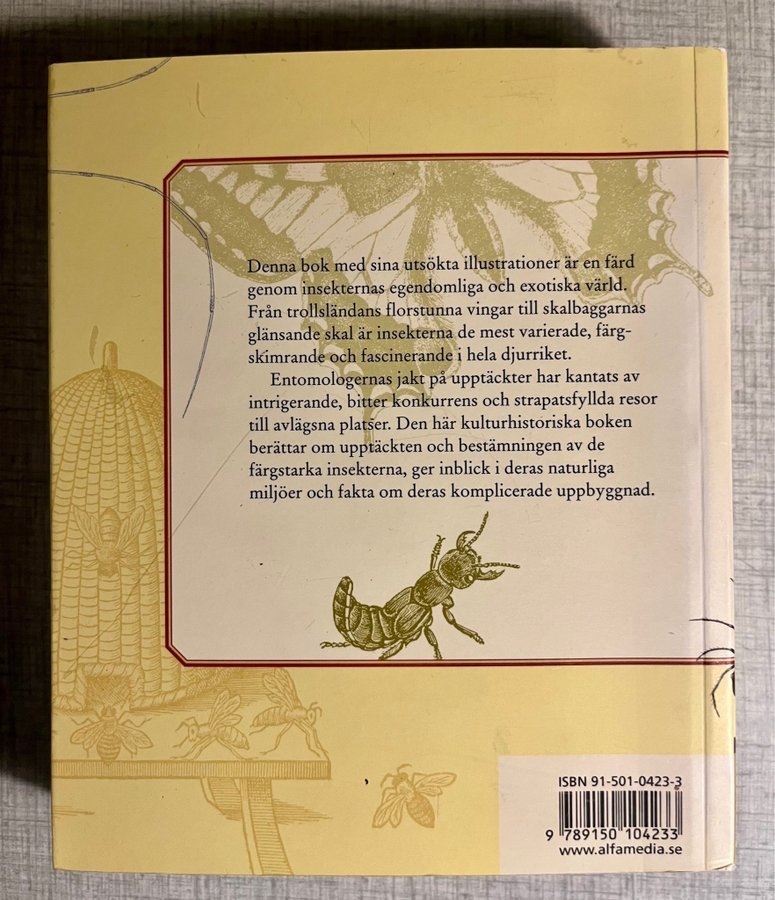 Denna bok med sina utsökta illustrationer är en färd
genom insekternas egendomliga och exotiska värld.
Från trollsländans florstunna vingar till skalbaggarnas
glänsande skal är insekterna de mest varierade, färg-
skimrande och fascinerande i hela djurriket.
Entomologernas jakt på upptäckter har kantats av
intrigerande, bitter konkurrens och strapatsfyllda resor
till avlägsna platser. Den här kulturhistoriska boken
berättar om upptäckten och bestämningen av de
färgstarka insekterna, ger inblick i deras naturliga
miljöer och fakta om deras komplicerade uppbyggnad.
ISBN 91-501-0423-3
9 789150 104233
www.alfamedia.se